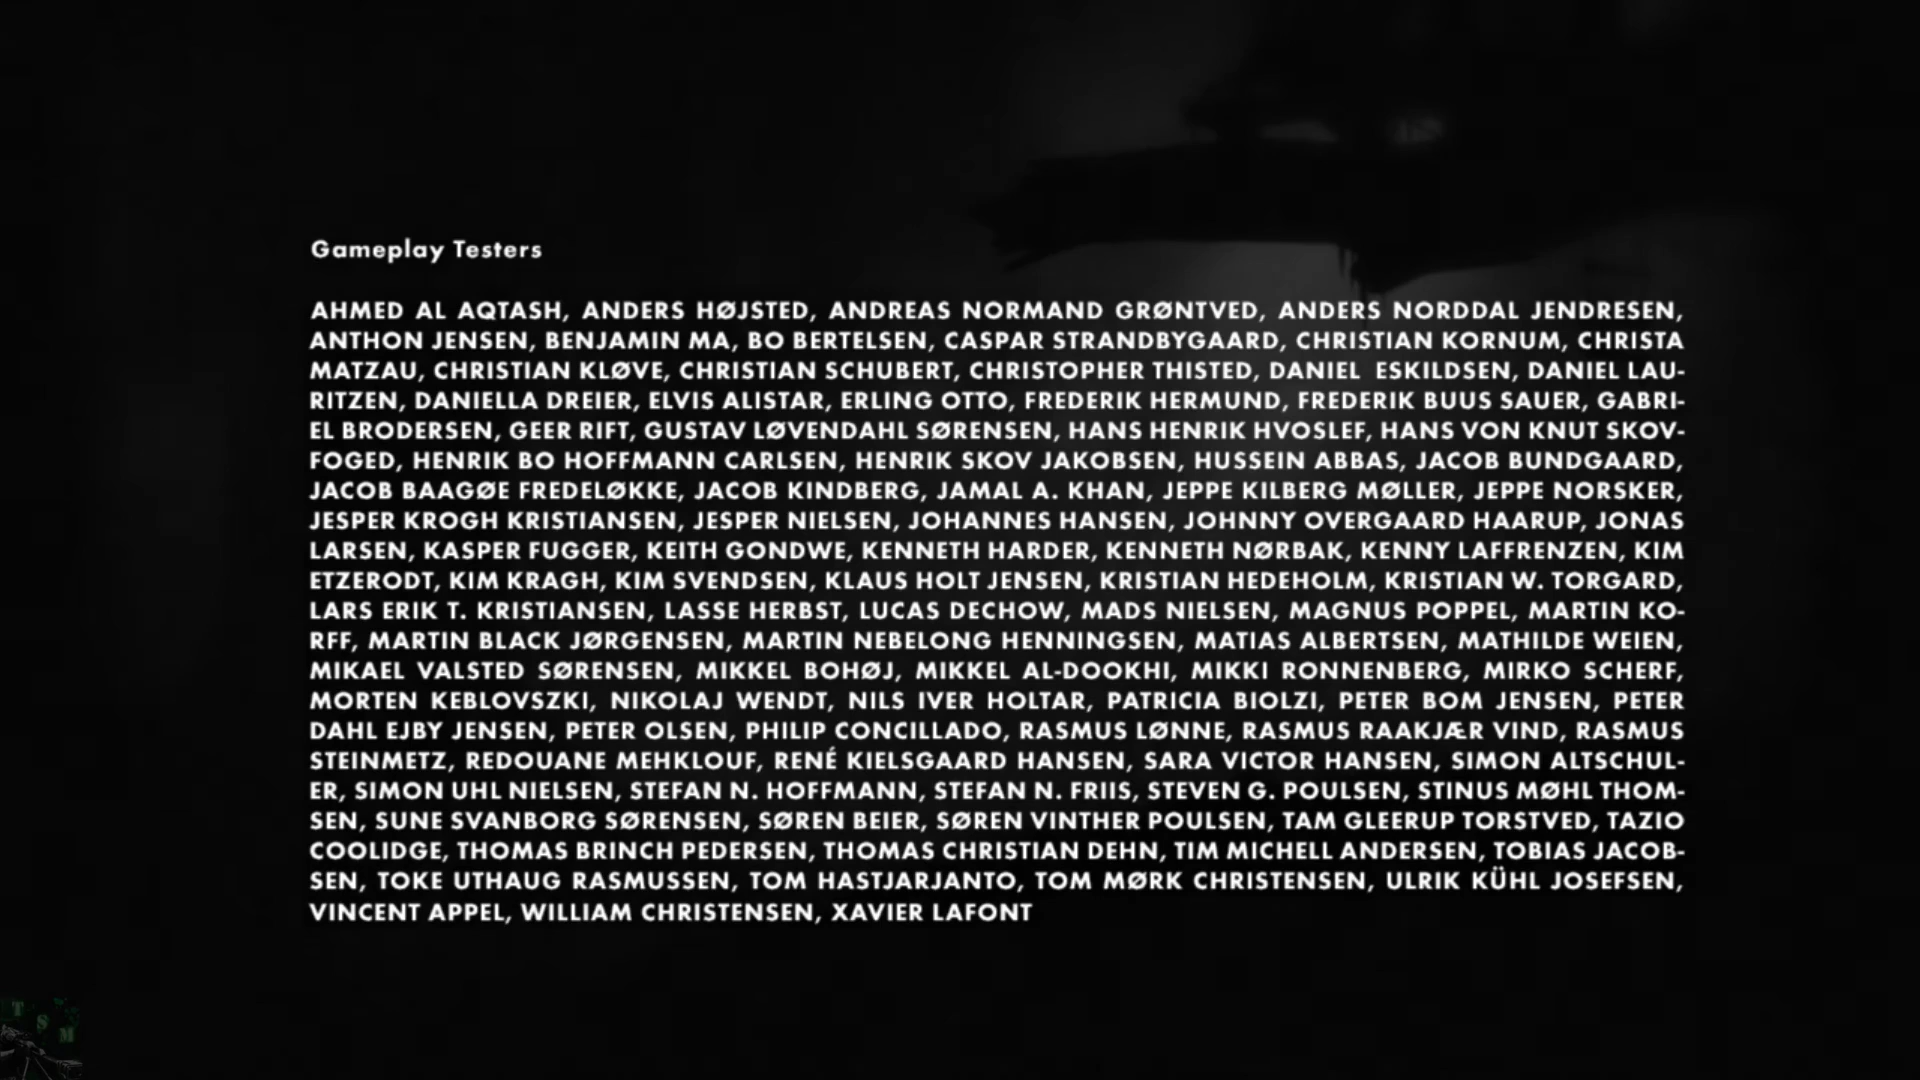 Gameplay Testers
AHMED AL AQTASH, ANDERS HØJSTED, ANDREAS NORMAND GRØNTVED, ANDERS NORDDAL JENDRESEN,
ANTHON JENSEN, BENJAMIN MA, BO BERTELSEN, CASPAR STRANDBYGAARD, CHRISTIAN KORNUM, CHRISTA
MATZAU, CHRISTIAN KLØVE, CHRISTIAN SCHUBERT, CHRISTOPHER THISTED, DANIEL ESKILDSEN, DANIEL LAU-
RITZEN, DANIELLA DREIER, ELVIS ALISTAR, ERLING OTTO, FREDERIK HERMUND, FREDERIK BUUS SAUER, GABRI-
EL BRODERSEN, GEER RIFT, GUSTAV LØVENDAHL SØRENSEN, HANS HENRIK HVOSLEF, HANS VON KNUT SKOV-
FOGED, HENRIK BO HOFFMANN CARLSEN, HENRIK SKOV JAKOBSEN, HUSSEIN ABBAS, JACOB BUNDGAARD,
JACOB BAAGØE FREDELØKKE, JACOB KINDBERG, JAMAL A. KHAN, JEPPE KILBERG MØLLER, JEPPE NORSKER,
JESPER KROGH KRISTIANSEN, JESPER NIELSEN, JOHANNES HANSEN, JOHNNY OVERGAARD HAARUP, JONAS
LARSEN, KASPER FUGGER, KEITH GONDWE, KENNETH HARDER, KENNETH NØRBAK, KENNY LAFFRENZEN, KIM
ETZERODT, KIM KRAGH, KIM SVENDSEN, KLAUS HOLT JENSEN, KRISTIAN HEDEHOLM, KRISTIAN W. TORGARD,
LARS ERIK T. KRISTIANSEN, LASSE HERBST, LUCAS DECHOW, MADS NIELSEN, MAGNUS POPPEL, MARTIN KO-
RFF, MARTIN BLACK JØRGENSEN, MARTIN NEBELONG HENNINGSEN, MATIAS ALBERTSEN, MATHILDE WEIEN,
MIKAEL VALSTED SØRENSEN, MIKKEL BOHØJ, MIKKEL AL-DOOKHI, MIKKI RONNENBERG, MIRKO SCHERF,
MORTEN KEBLOVSZKI, NIKOLAJ WENDT, NILS IVER HOLTAR, PATRICIA BIOLZI, PETER BOM JENSEN, PETER
DAHL EJBY JENSEN, PETER OLSEN, PHILIP CONCILLADO, RASMUS LØNNE, RASMUS RAAKJÆR VIND, RASMUS
STEINMETZ, REDOUANE MEHKLOUF, RENÉ KIELSGAARD HANSEN, SARA VICTOR HANSEN, SIMON ALTSCHUL-
ER, SIMON UHL NIELSEN, STEFAN N. HOFFMANN, STEFAN N. FRIIS, STEVEN G. POULSEN, STINUS MØHL THOM-
SEN, SUNE SVANBORG SØRENSEN, SØREN BEIER, SØREN VINTHER POULSEN, TAM GLEERUP TORSTVED, TAZIO
COOLIDGE, THOMAS BRINCH PEDERSEN, THOMAS CHRISTIAN DEHN, TIM MICHELL ANDERSEN, TOBIAS JACOB-
SEN, TOKE UTHAUG RASMUSSEN, TOM HASTJARJANTO, TOM MØRK CHRISTENSEN, ULRIK KÜHL JOSEFSEN,
VINCENT APPEL, WILLIAM CHRISTENSEN, XAVIER LAFONT
T S M